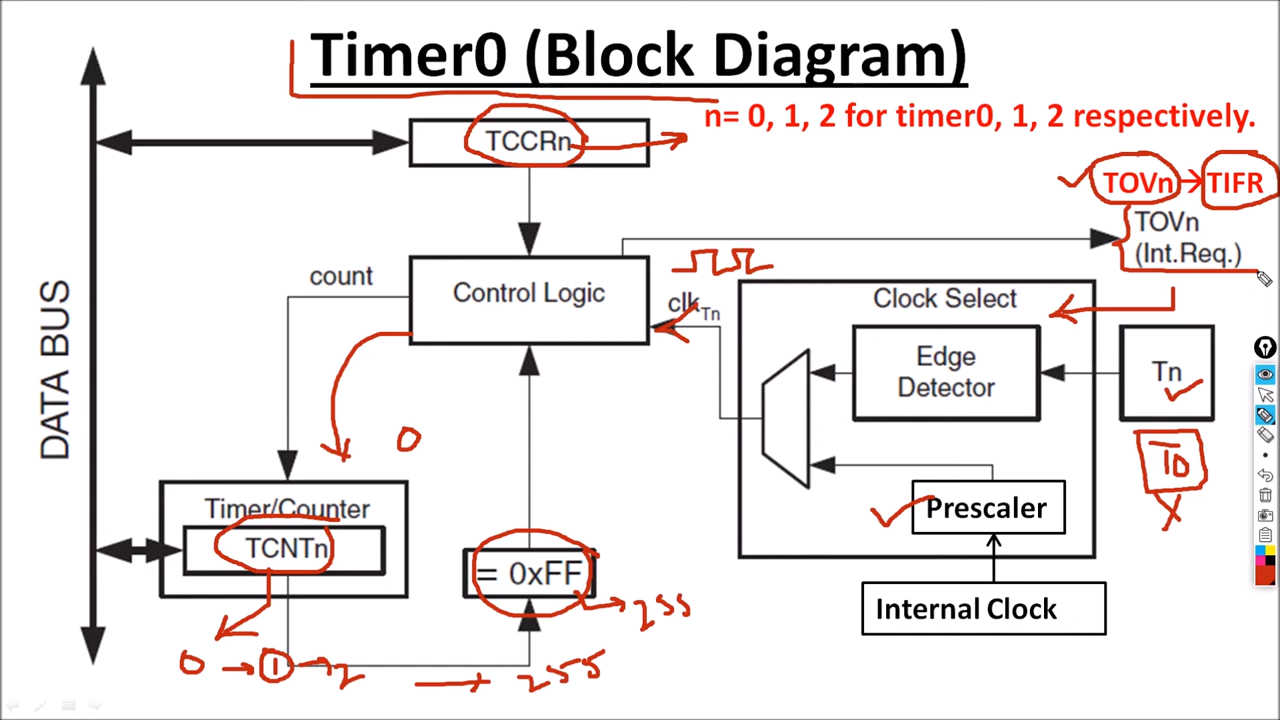 Timer0 (Block Diagram)
n= 0, 1, 2 for timer0, 1, 2 respectively.
TCCRn
TOVn → TIFR
TOVn
(Int.Req.)
count
Control Logic
clkTn
Clock Select
Edge
Detector
Tn
T0
DATA BUS
0
Timer/Counter
TCNTn
= 0xFF
255
Prescaler
Internal Clock
0 → 1 → 2 → 255